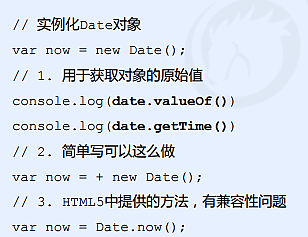 // 实例化Date对象
var now = new Date();
// 1. 用于获取对象的原始值
console.log(date.valueOf())
console.log(date.getTime())
// 2. 简单写可以这么做
var now = + new Date();
// 3. HTML5中提供的方法，有兼容性问题
var now = Date.now();